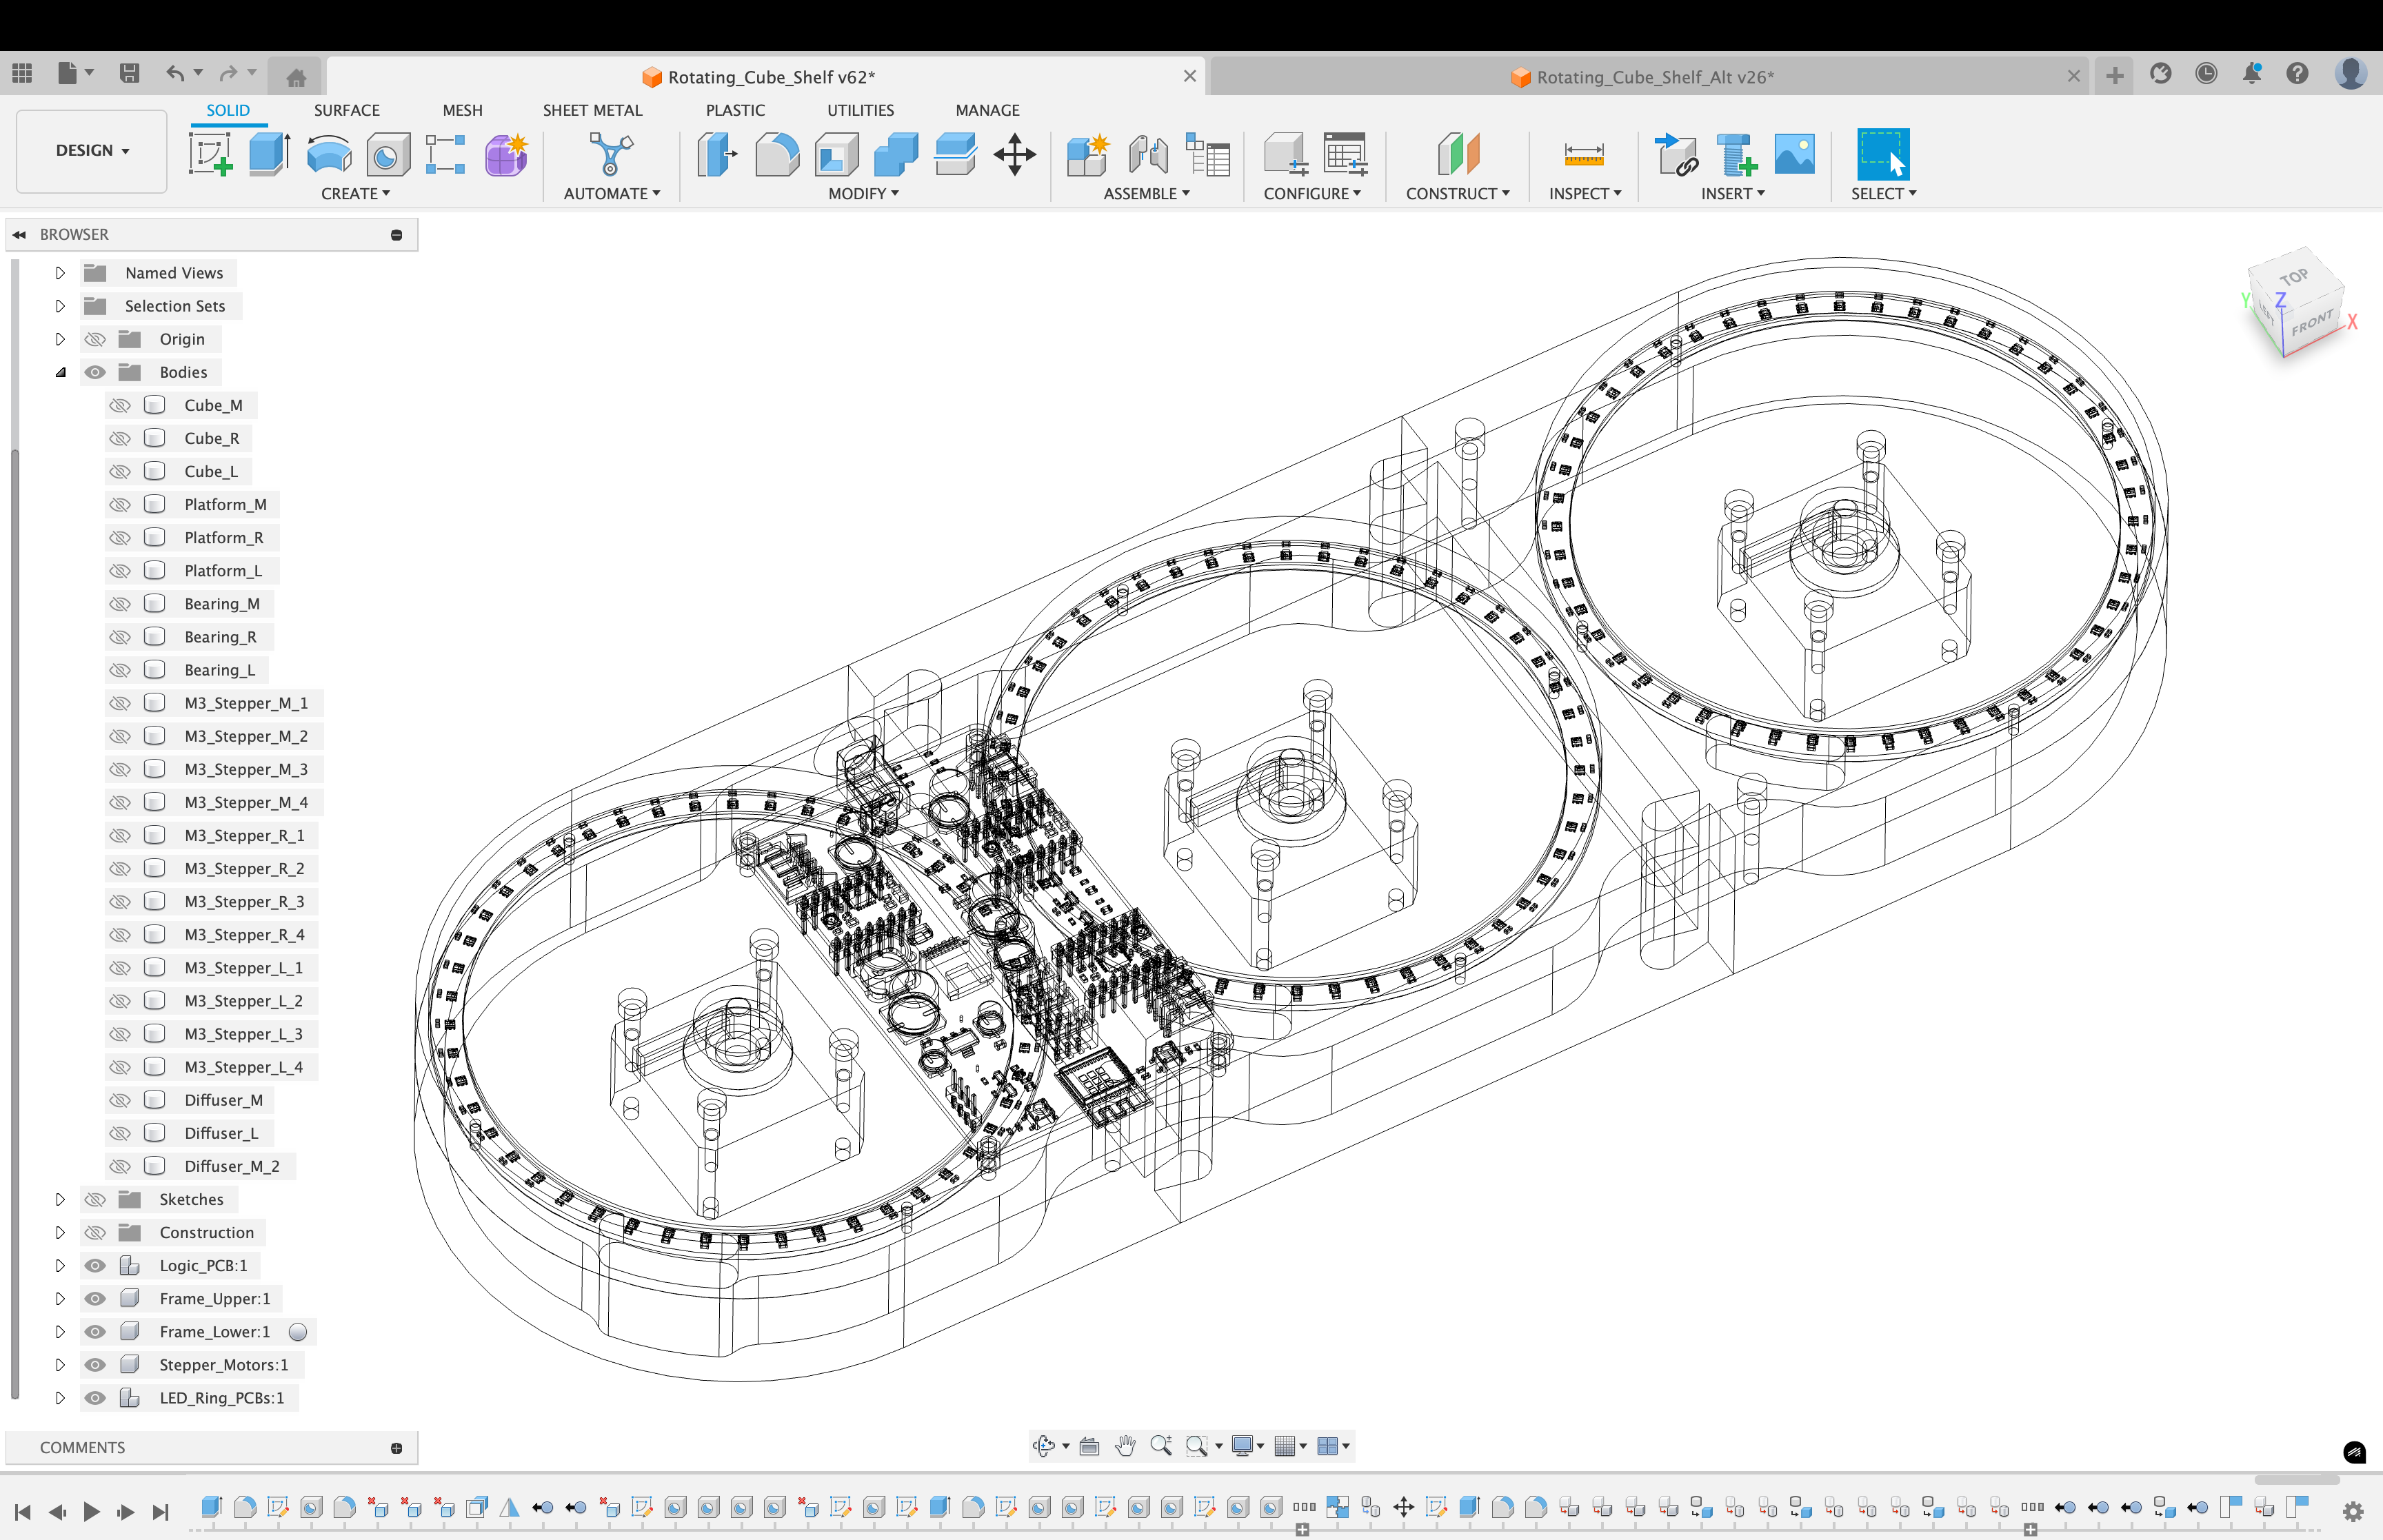 Rotating_Cube_Shelf v62*
Rotating_Cube_Shelf_Alt v26*
SOLID SURFACE MESH SHEET METAL PLASTIC UTILITIES MANAGE
DESIGN
CREATE AUTOMATE MODIFY ASSEMBLE CONFIGURE CONSTRUCT INSPECT INSERT SELECT
BROWSER
Named Views
Selection Sets
Origin
Bodies
Cube_M
Cube_R
Cube_L
Platform_M
Platform_R
Platform_L
Bearing_M
Bearing_R
Bearing_L
M3_Stepper_M_1
M3_Stepper_M_2
M3_Stepper_M_3
M3_Stepper_M_4
M3_Stepper_R_1
M3_Stepper_R_2
M3_Stepper_R_3
M3_Stepper_R_4
M3_Stepper_L_1
M3_Stepper_L_2
M3_Stepper_L_3
M3_Stepper_L_4
Diffuser_M
Diffuser_L
Diffuser_M_2
Sketches
Construction
Logic_PCB:1
Frame_Upper:1
Frame_Lower:1
Stepper_Motors:1
LED_Ring_PCBs:1
TOP
Y Z
LEFT FRONT X
COMMENTS